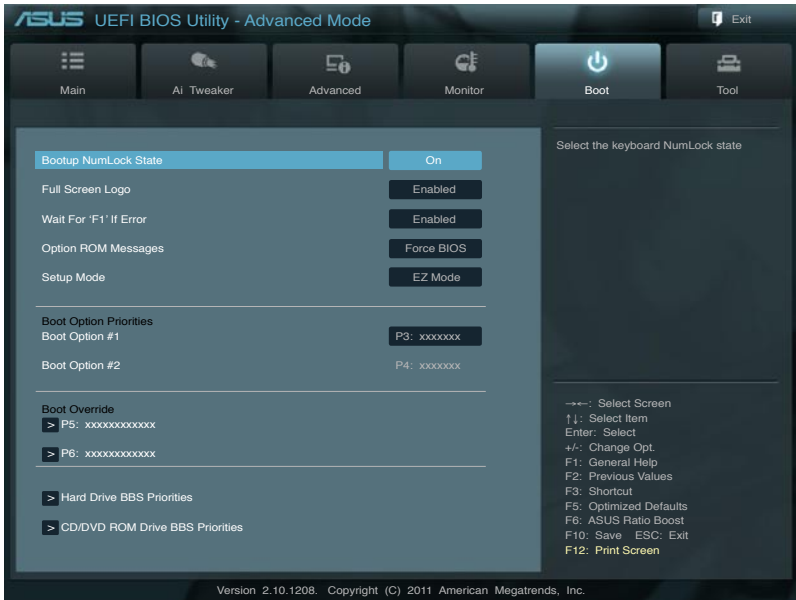 ASUS UEFI BIOS Utility - Advanced Mode
Exit
Main
Ai Tweaker
Advanced
Monitor
Boot
Tool
Bootup NumLock State On
Full Screen Logo Enabled
Wait For ‘F1’ If Error Enabled
Option ROM Messages Force BIOS
Setup Mode EZ Mode
Boot Option Priorities
Boot Option #1 P3: xxxxxxx
Boot Option #2 P4: xxxxxxx
Boot Override
> P5: xxxxxxxxxxxx
> P6: xxxxxxxxxxxx
> Hard Drive BBS Priorities
> CD/DVD ROM Drive BBS Priorities
Select the keyboard NumLock state
→←: Select Screen
↑↓: Select Item
Enter: Select
+/-: Change Opt.
F1: General Help
F2: Previous Values
F3: Shortcut
F5: Optimized Defaults
F6: ASUS Ratio Boost
F10: Save ESC: Exit
F12: Print Screen
Version 2.10.1208. Copyright (C) 2011 American Megatrends, Inc.